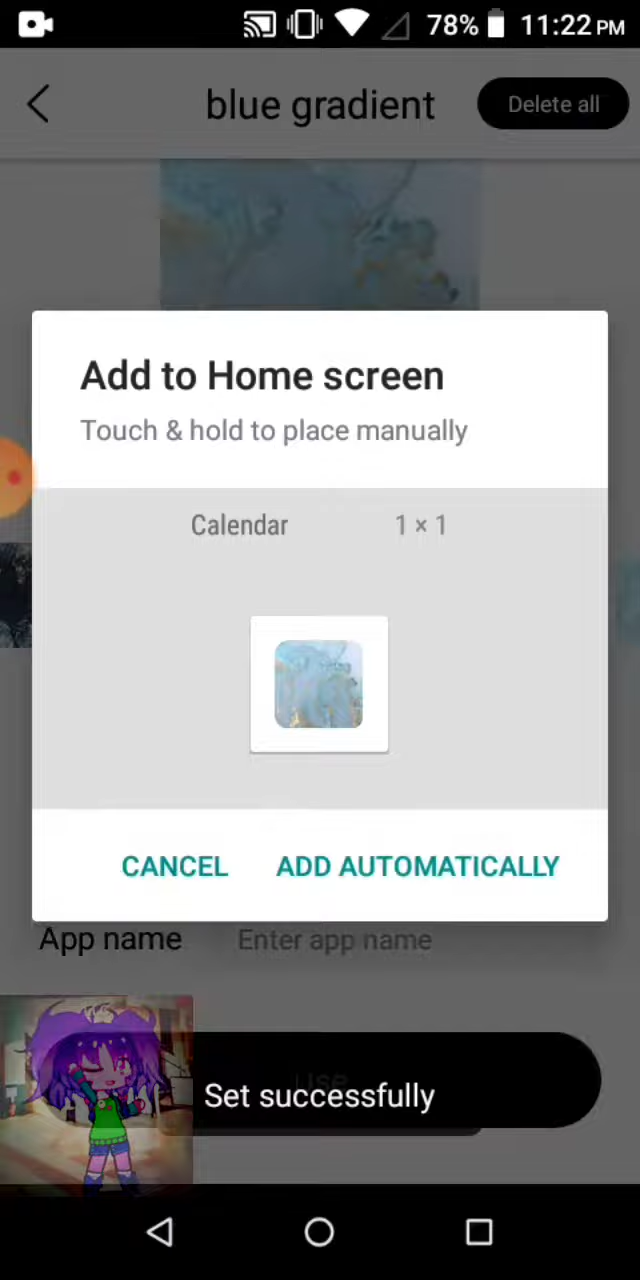 78% 11:22 PM
blue gradient
Delete all
Add to Home screen
Touch & hold to place manually
Calendar 1 × 1
CANCEL ADD AUTOMATICALLY
App name Enter app name
Use
Set successfully